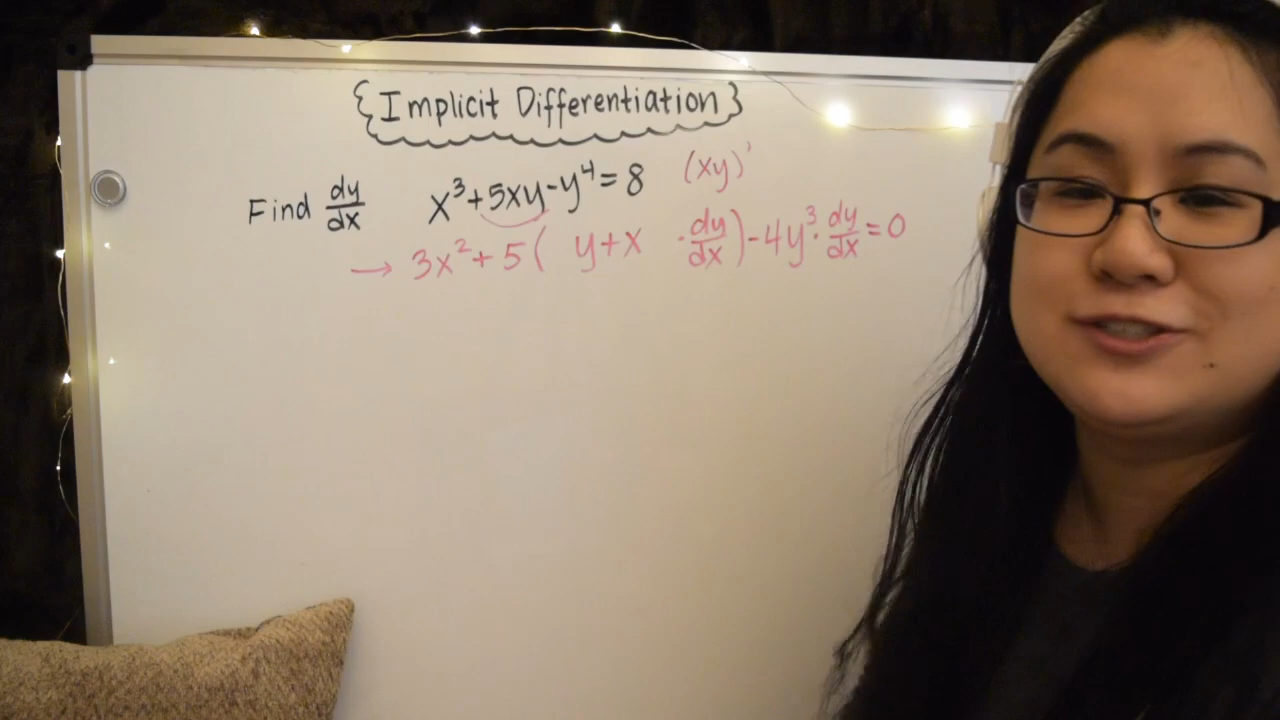 {Implicit Differentiation}
Find dy/dx x³+5xy-y⁴=8 (xy)'
→ 3x²+5( y+x ·dy/dx)-4y³·dy/dx=0